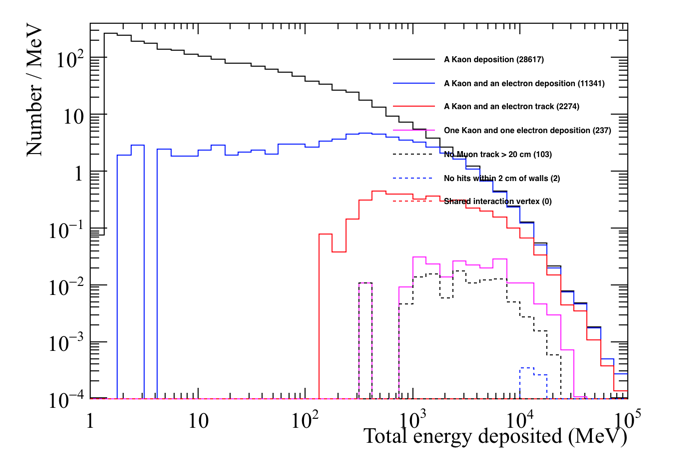 Number / MeV
10²
10
1
10⁻¹
10⁻²
10⁻³
10⁻⁴
A Kaon deposition (28617)
A Kaon and an electron deposition (11341)
A Kaon and an electron track (2274)
One Kaon and one electron deposition (237)
No Muon track > 20 cm (103)
No hits within 2 cm of walls (2)
Shared interaction vertex (0)
1 10 10² 10³ 10⁴ 10⁵
Total energy deposited (MeV)